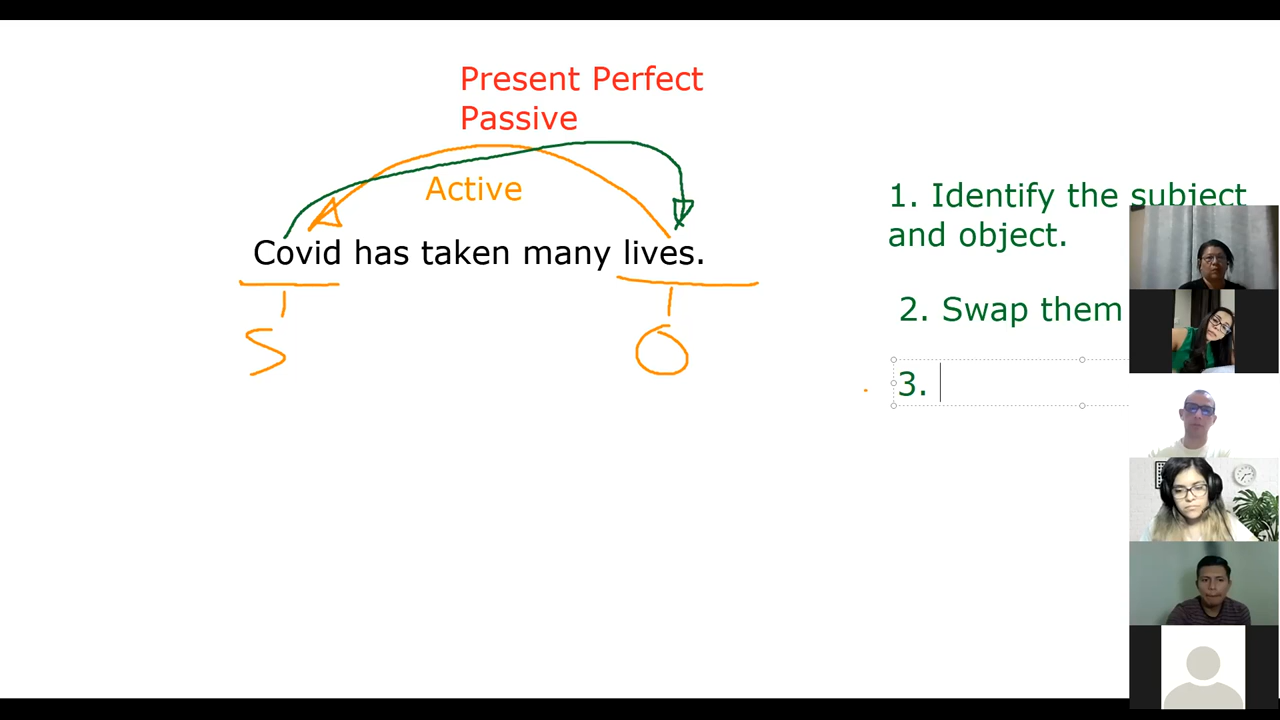 Present Perfect
Passive
Active
Covid has taken many lives.
S
O
1. Identify the subject
and object.
2. Swap them
3.